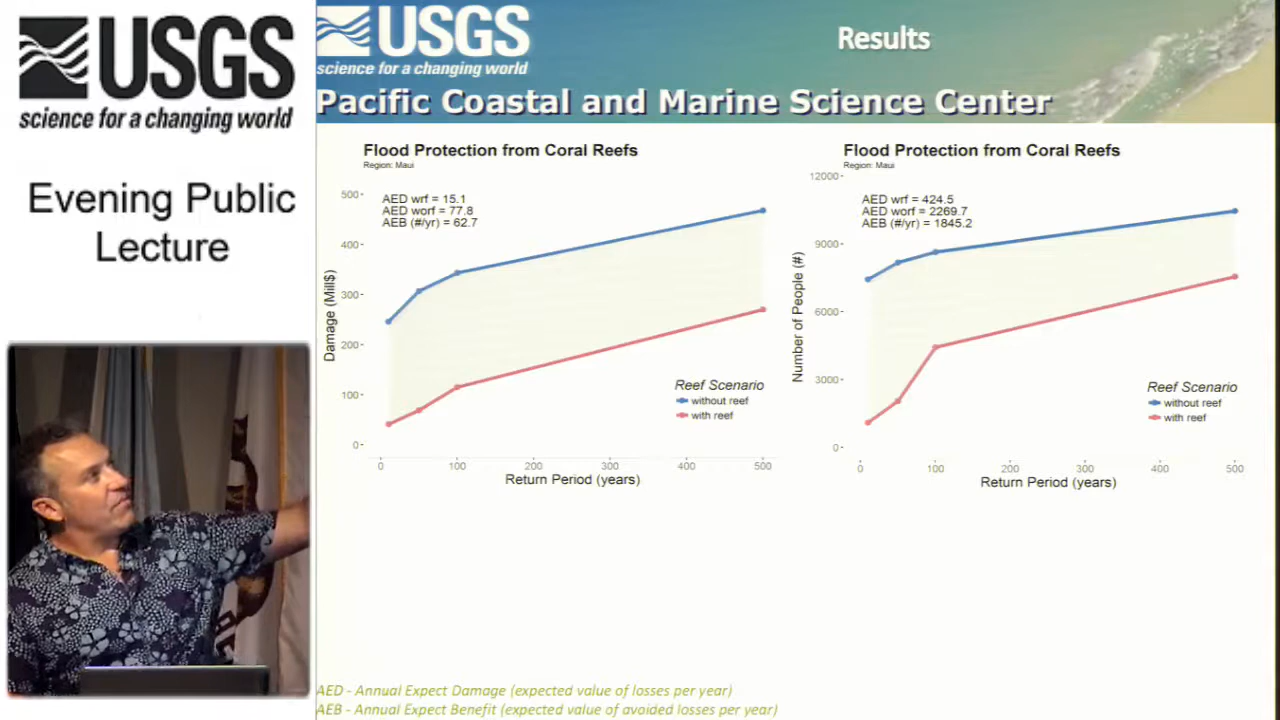 USGS
science for a changing world
Evening Public
Lecture
USGS
science for a changing world
Results
Pacific Coastal and Marine Science Center
Flood Protection from Coral Reefs
Region: Maui
AED wrf = 15.1
AED worf = 77.8
AEB (#/yr) = 62.7
Damage (Mill$)
500
400
300
200
100
0
0 100 200 300 400 500
Return Period (years)
Reef Scenario
without reef
with reef
Flood Protection from Coral Reefs
Region: Maui
AED wrf = 424.5
AED worf = 2269.7
AEB (#/yr) = 1845.2
Number of People (#)
12000
9000
6000
3000
0
0 100 200 300 400 500
Return Period (years)
Reef Scenario
without reef
with reef
AED - Annual Expect Damage (expected value of losses per year)
AEB - Annual Expect Benefit (expected value of avoided losses per year)